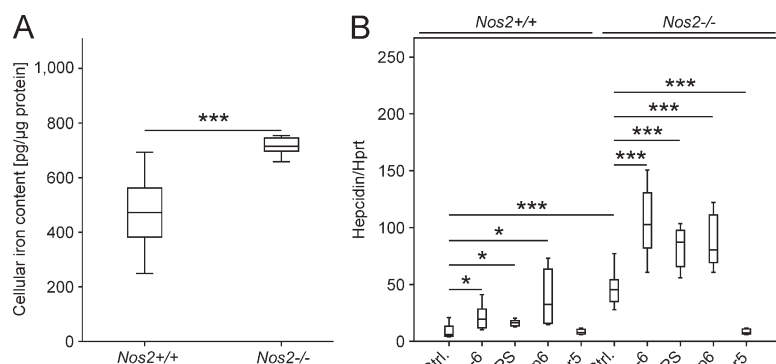 A
Cellular iron content [pg/µg protein]
1,000
800
600
400
200
0
***
Nos2+/+
Nos2-/-
B
Nos2+/+
Nos2-/-
Hepcidin/Hprt
250
200
150
100
50
0
***
***
***
***
***
*
*
*